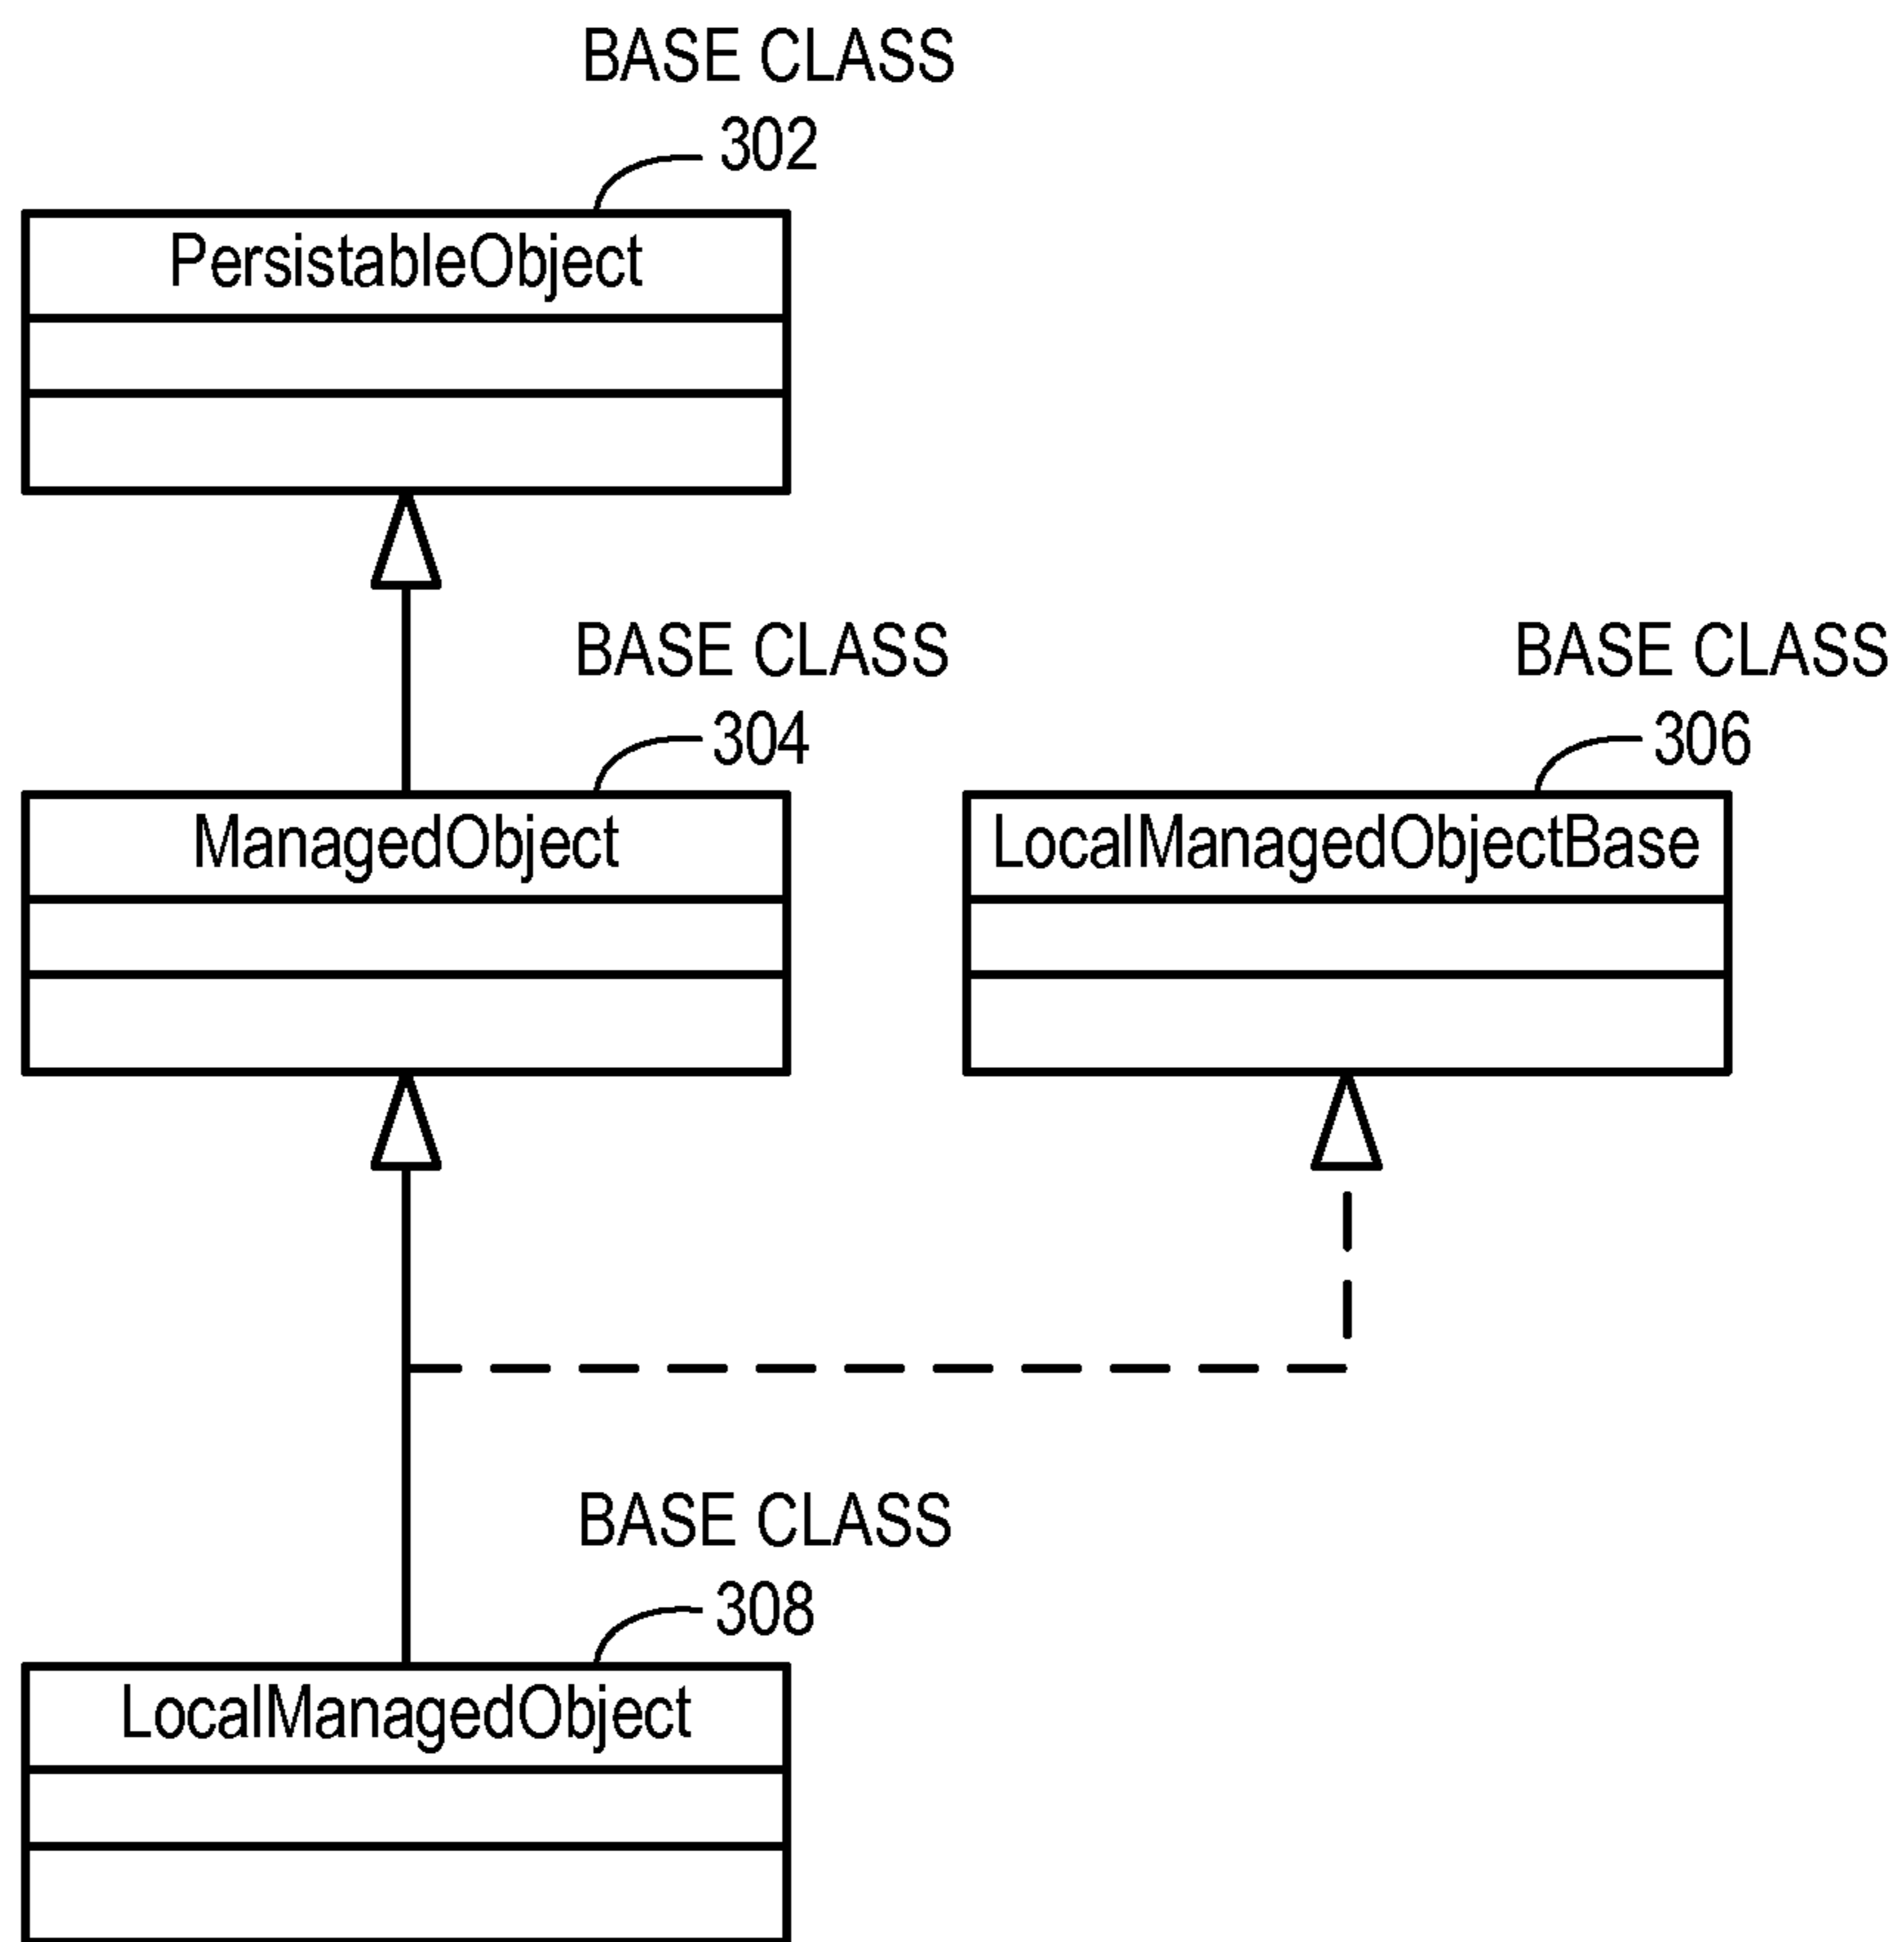 BASE CLASS
302
PersistableObject
BASE CLASS
304
ManagedObject
BASE CLASS
306
LocalManagedObjectBase
BASE CLASS
308
LocalManagedObject